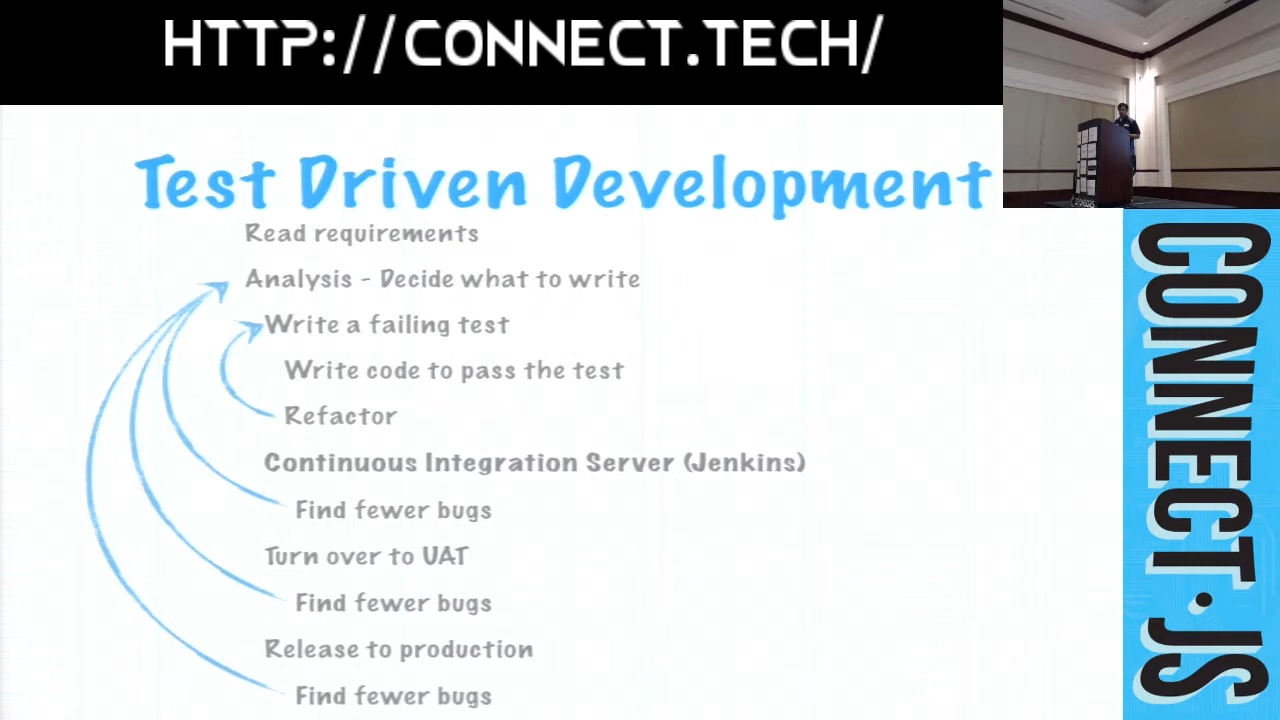 HTTP://CONNECT.TECH/
Test Driven Development
Read requirements
Analysis - Decide what to write
Write a failing test
Write code to pass the test
Refactor
Continuous Integration Server (Jenkins)
Find fewer bugs
Turn over to UAT
Find fewer bugs
Release to production
Find fewer bugs
SPONSORS
CONNECT.JS